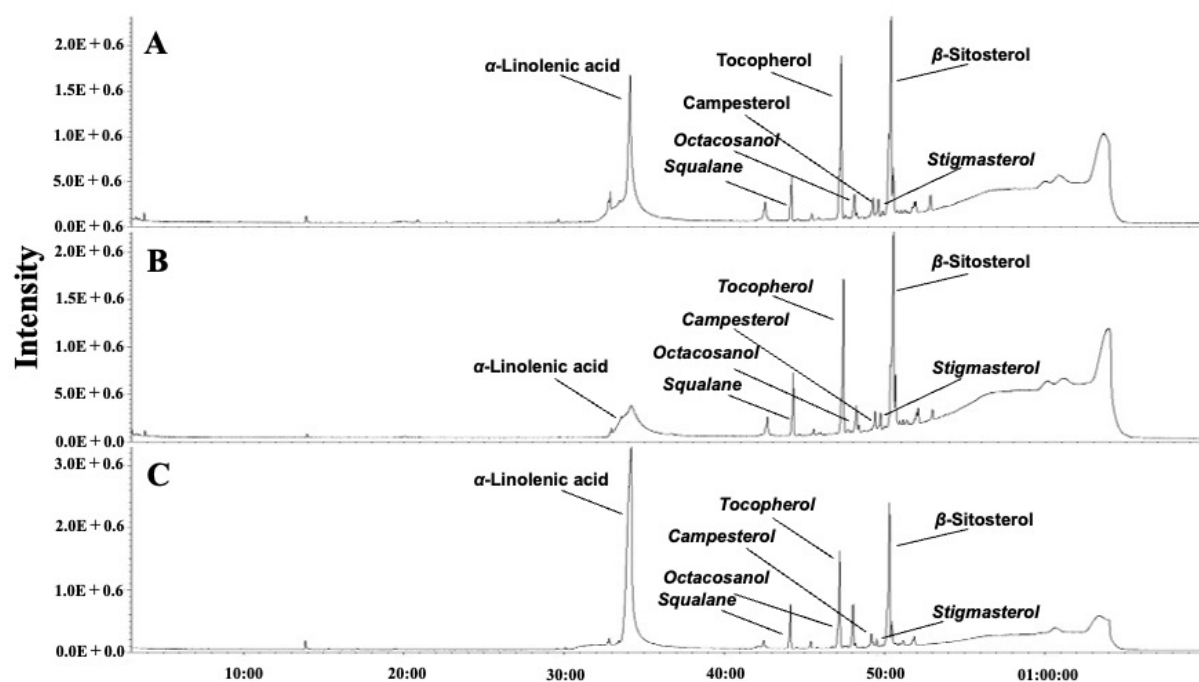 Intensity
A
2.0E + 0.6
1.5E + 0.6
1.0E + 0.6
5.0E + 0.6
0.0E + 0.6
α-Linolenic acid
Tocopherol
Campesterol
Octacosanol
Squalane
β-Sitosterol
Stigmasterol
B
2.0E + 0.6
1.5E + 0.6
1.0E + 0.6
5.0E + 0.6
0.0E + 0.6
α-Linolenic acid
Tocopherol
Campesterol
Octacosanol
Squalane
β-Sitosterol
Stigmasterol
C
3.0E + 0.6
2.0E + 0.6
1.0E + 0.6
0.0E + 0.6
α-Linolenic acid
Tocopherol
Campesterol
Octacosanol
Squalane
β-Sitosterol
Stigmasterol
10:00 20:00 30:00 40:00 50:00 01:00:00